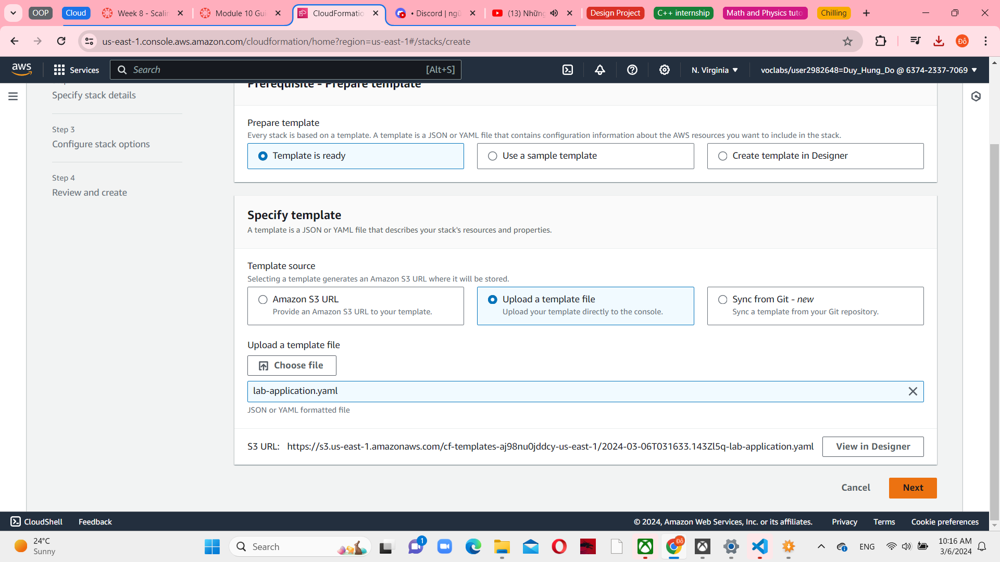 OOP
Cloud
Week 8 - Scalin
Module 10 Gui
CloudFormatio
• Discord | ngũ
(13) Những
Design Project
C++ internship
Math and Physics tuto
Chilling
us-east-1.console.aws.amazon.com/cloudformation/home?region=us-east-1#/stacks/create
Đỗ
aws
Services
Search
[Alt+S]
N. Virginia
voclabs/user2982648=Duy_Hung_Do @ 6374-2337-7069
Specify stack details
Step 3
Configure stack options
Step 4
Review and create
Prerequisite - Prepare template
Prepare template
Every stack is based on a template. A template is a JSON or YAML file that contains configuration information about the AWS resources you want to include in the stack.
Template is ready
Use a sample template
Create template in Designer
Specify template
A template is a JSON or YAML file that describes your stack's resources and properties.
Template source
Selecting a template generates an Amazon S3 URL where it will be stored.
Amazon S3 URL
Provide an Amazon S3 URL to your template.
Upload a template file
Upload your template directly to the console.
Sync from Git - new
Sync a template from your Git repository.
Upload a template file
Choose file
lab-application.yaml
JSON or YAML formatted file
S3 URL: https://s3.us-east-1.amazonaws.com/cf-templates-aj98nu0jddcy-us-east-1/2024-03-06T031633.143Zl5q-lab-application.yaml
View in Designer
Cancel
Next
CloudShell
Feedback
© 2024, Amazon Web Services, Inc. or its affiliates.
Privacy
Terms
Cookie preferences
24°C
Sunny
Search
1
Đỗ
ENG
10:16 AM
3/6/2024